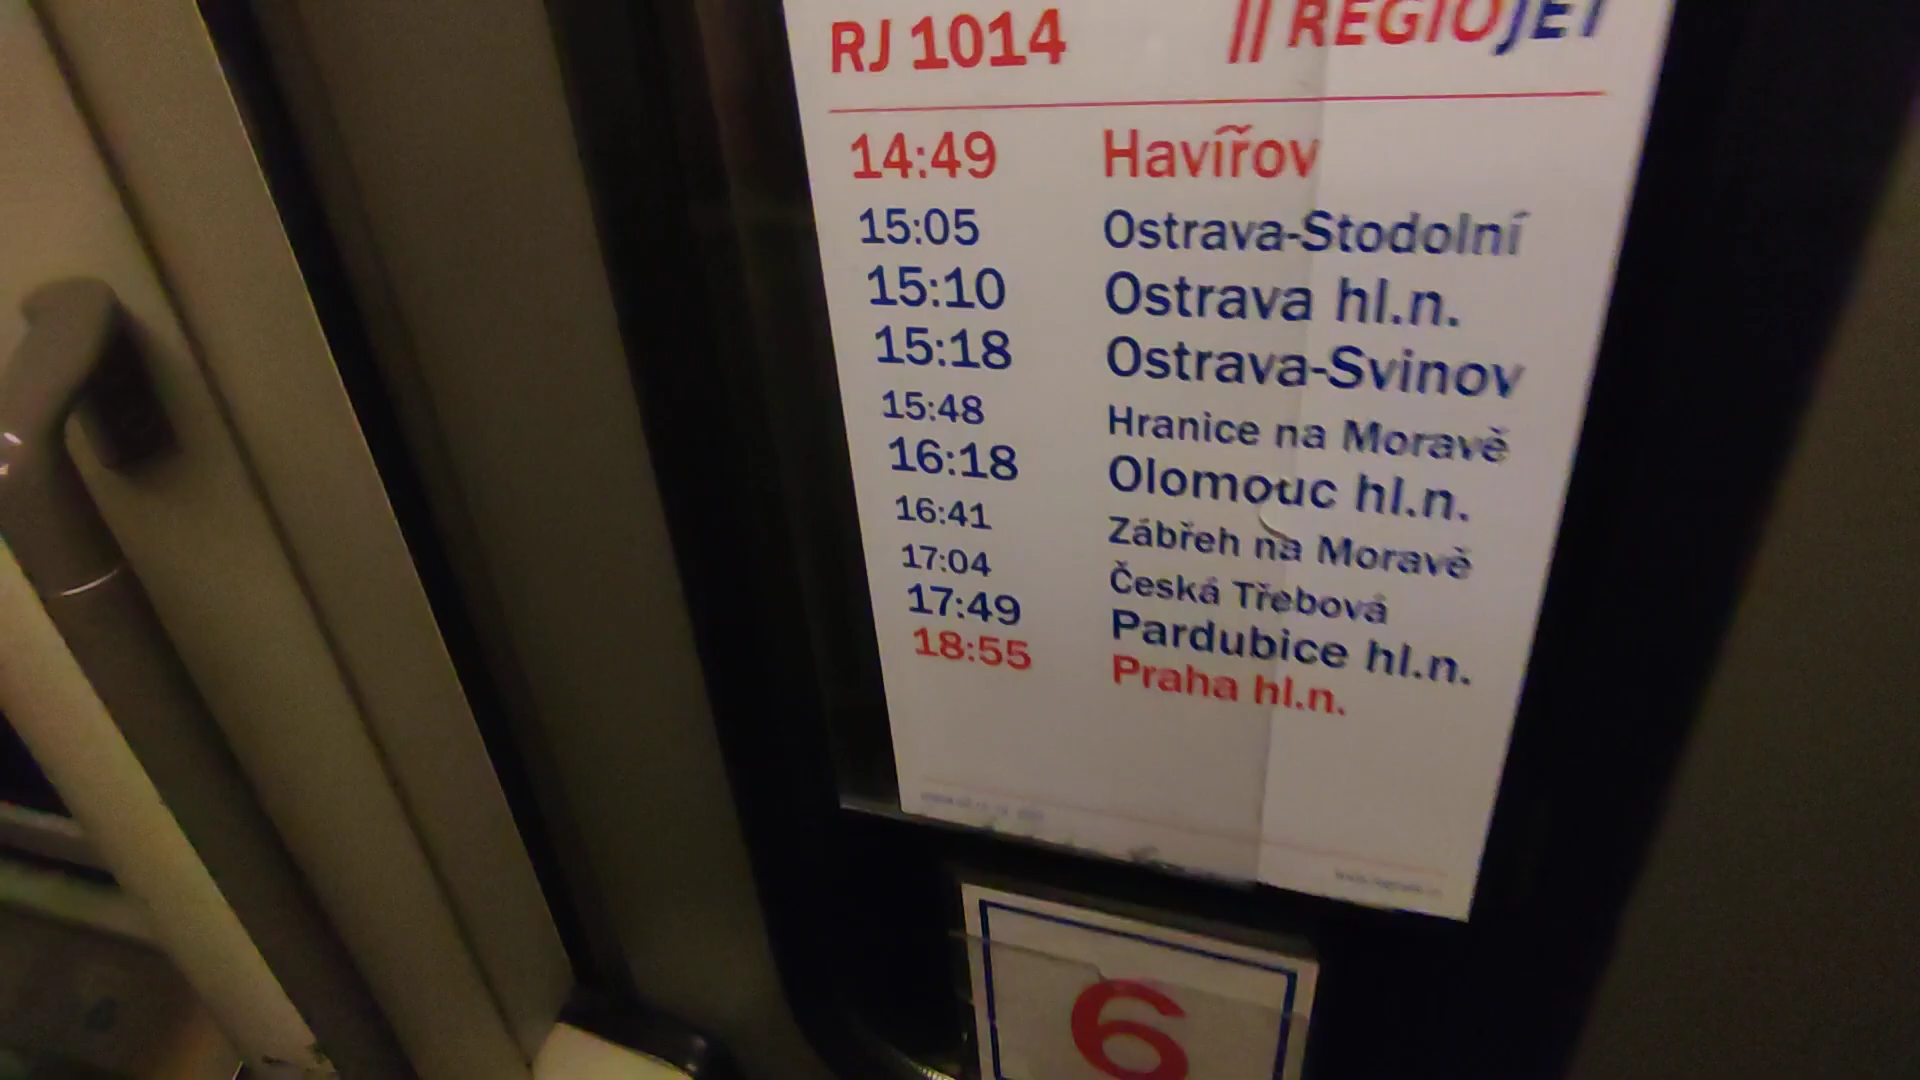 RJ 1014 REGIOJET
14:49 Havířov
15:05 Ostrava-Stodolní
15:10 Ostrava hl.n.
15:18 Ostrava-Svinov
15:48 Hranice na Moravě
16:18 Olomouc hl.n.
16:41 Zábřeh na Moravě
17:04 Česká Třebová
17:49 Pardubice hl.n.
18:55 Praha hl.n.
6